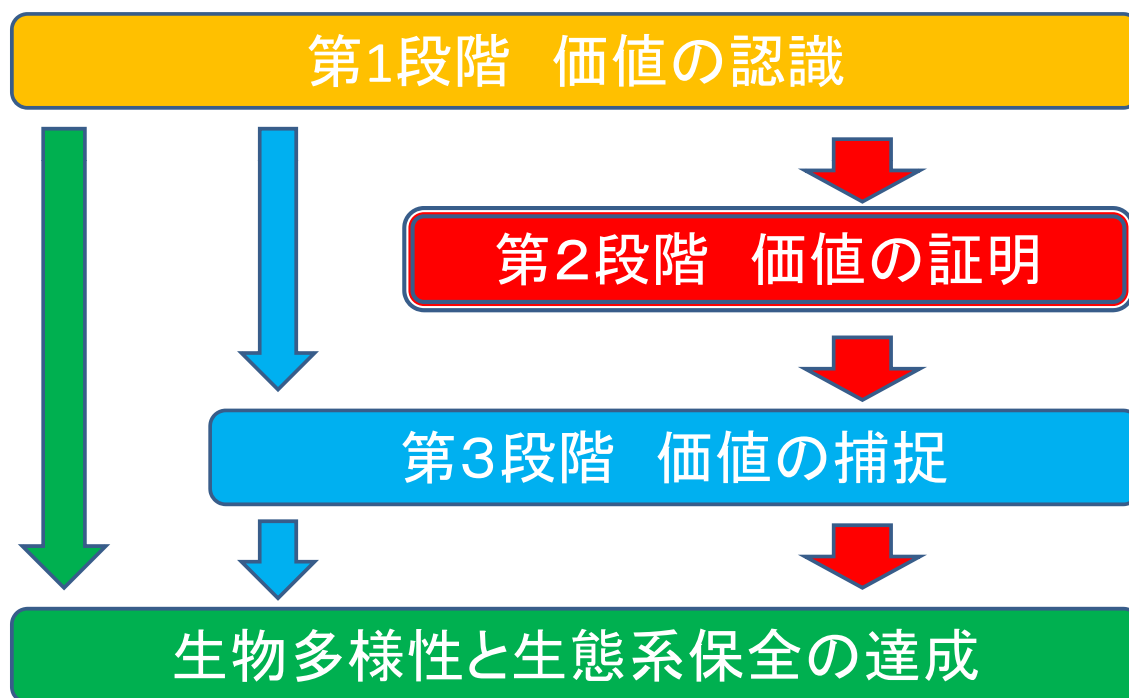 第1段階　価値の認識
第２段階　価値の証明
第３段階　価値の捕捉
生物多様性と生態系保全の達成